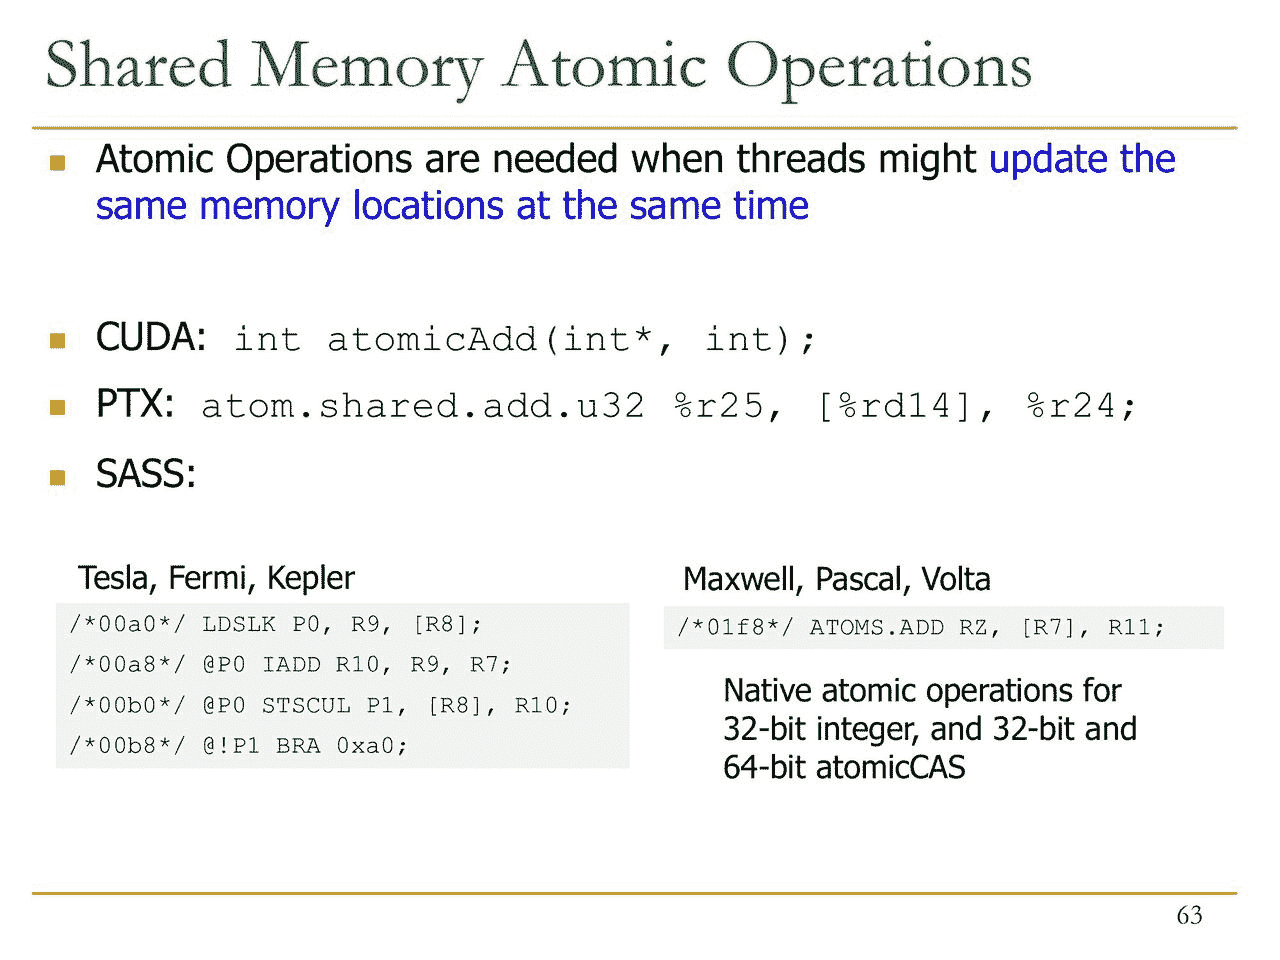 Shared Memory Atomic Operations
Atomic Operations are needed when threads might update the
same memory locations at the same time
CUDA: int atomicAdd(int*, int);
PTX: atom.shared.add.u32 %r25, [%rd14], %r24;
SASS:
Tesla, Fermi, Kepler
/*00a0*/ LDSLK P0, R9, [R8];
/*00a8*/ @P0 IADD R10, R9, R7;
/*00b0*/ @P0 STSCUL P1, [R8], R10;
/*00b8*/ @!P1 BRA 0xa0;
Maxwell, Pascal, Volta
/*01f8*/ ATOMS.ADD RZ, [R7], R11;
Native atomic operations for
32-bit integer, and 32-bit and
64-bit atomicCAS
63